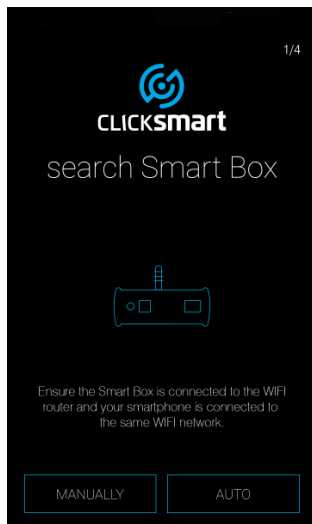 1/4
CLICKsmart
search Smart Box
Ensure the Smart Box is connected to the WIFI
router and your smartphone is connected to
the same WIFI network.
MANUALLY
AUTO